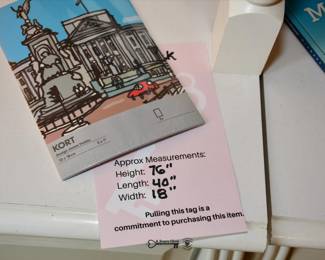 KORT
Approx Measurements:
Height: 76"
Length: 40"
Width: 18"
Pulling this tag is a
commitment to purchasing this item.